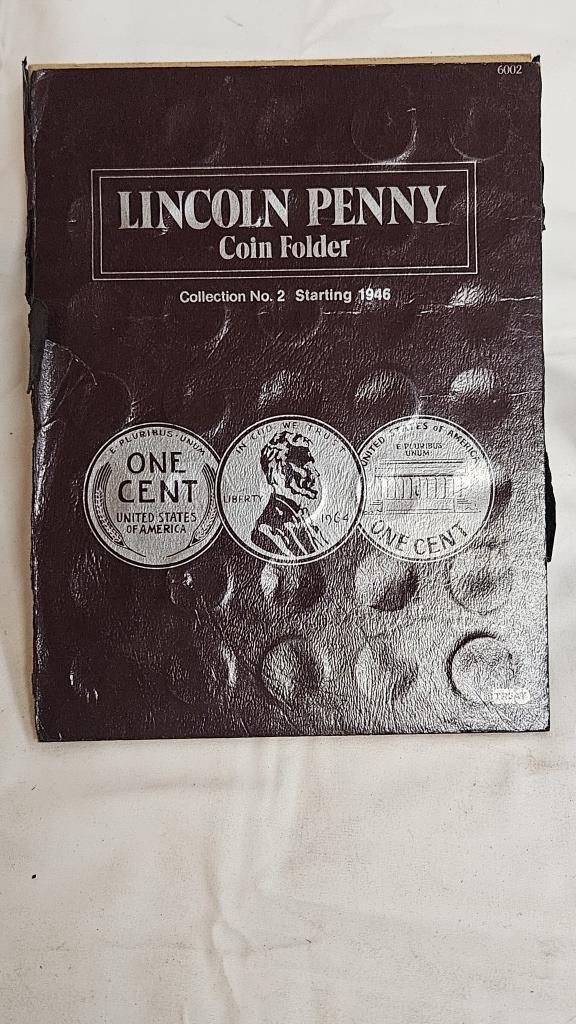 6002
LINCOLN PENNY
Coin Folder
Collection No. 2 Starting 1946
E·PLURIBUS·UNUM
ONE
CENT
UNITED STATES
OF AMERICA
IN GOD WE TRUST
LIBERTY
1964
UNITED STATES OF AMERICA
E PLURIBUS
UNUM
ONE CENT